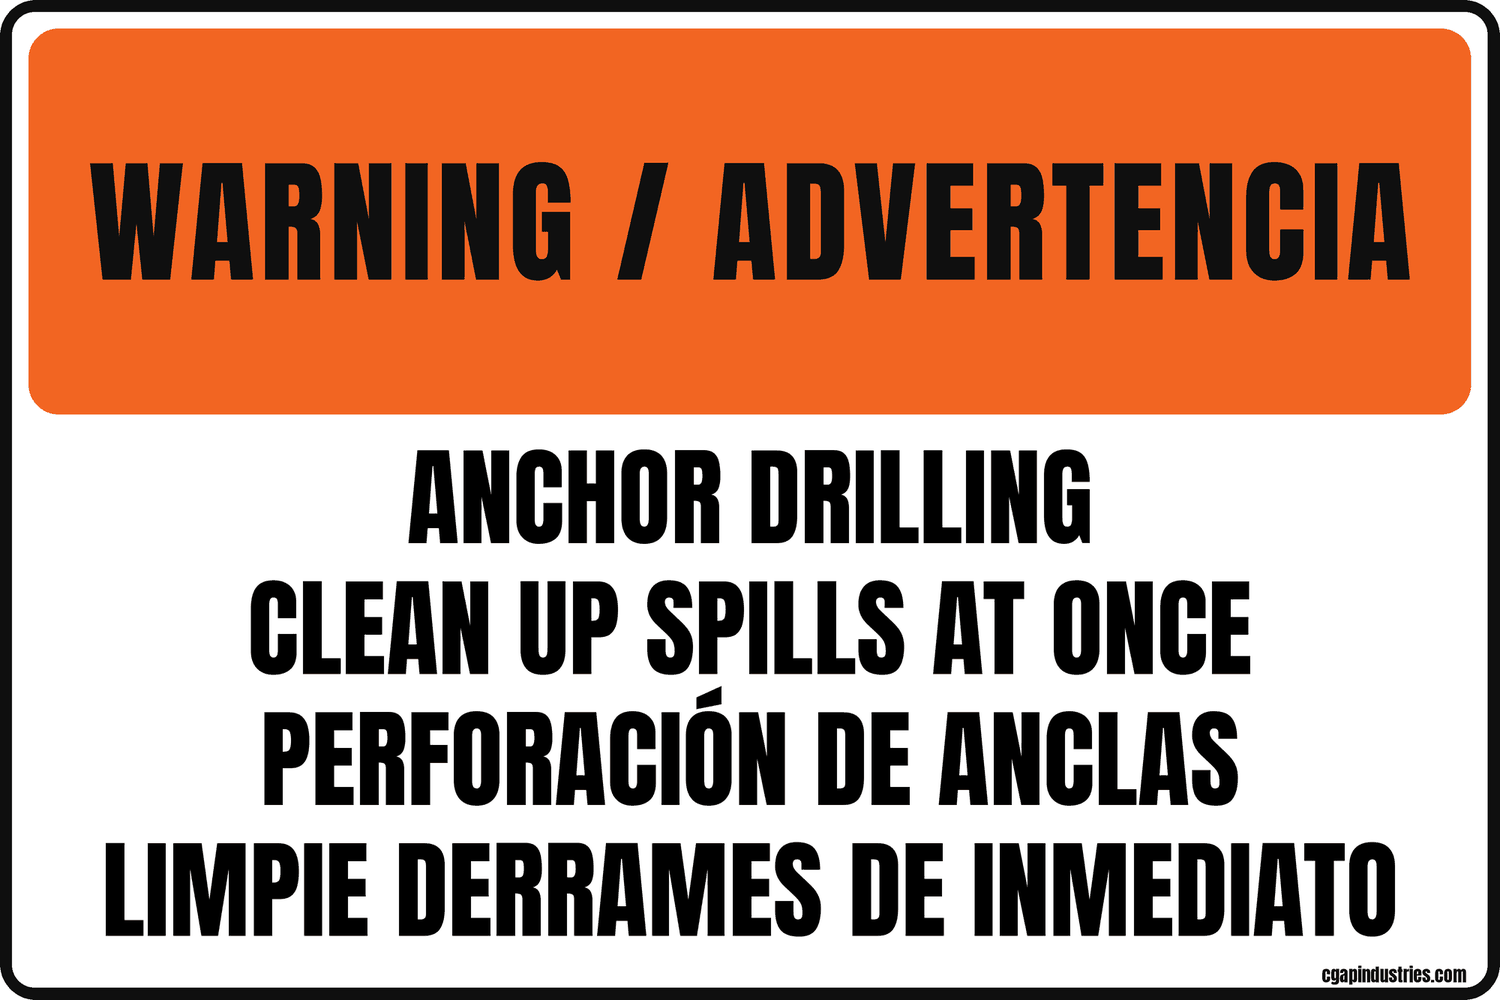 WARNING / ADVERTENCIA
ANCHOR DRILLING
CLEAN UP SPILLS AT ONCE
PERFORACIÓN DE ANCLAS
LIMPIE DERRAMES DE INMEDIATO
cgapindustries.com